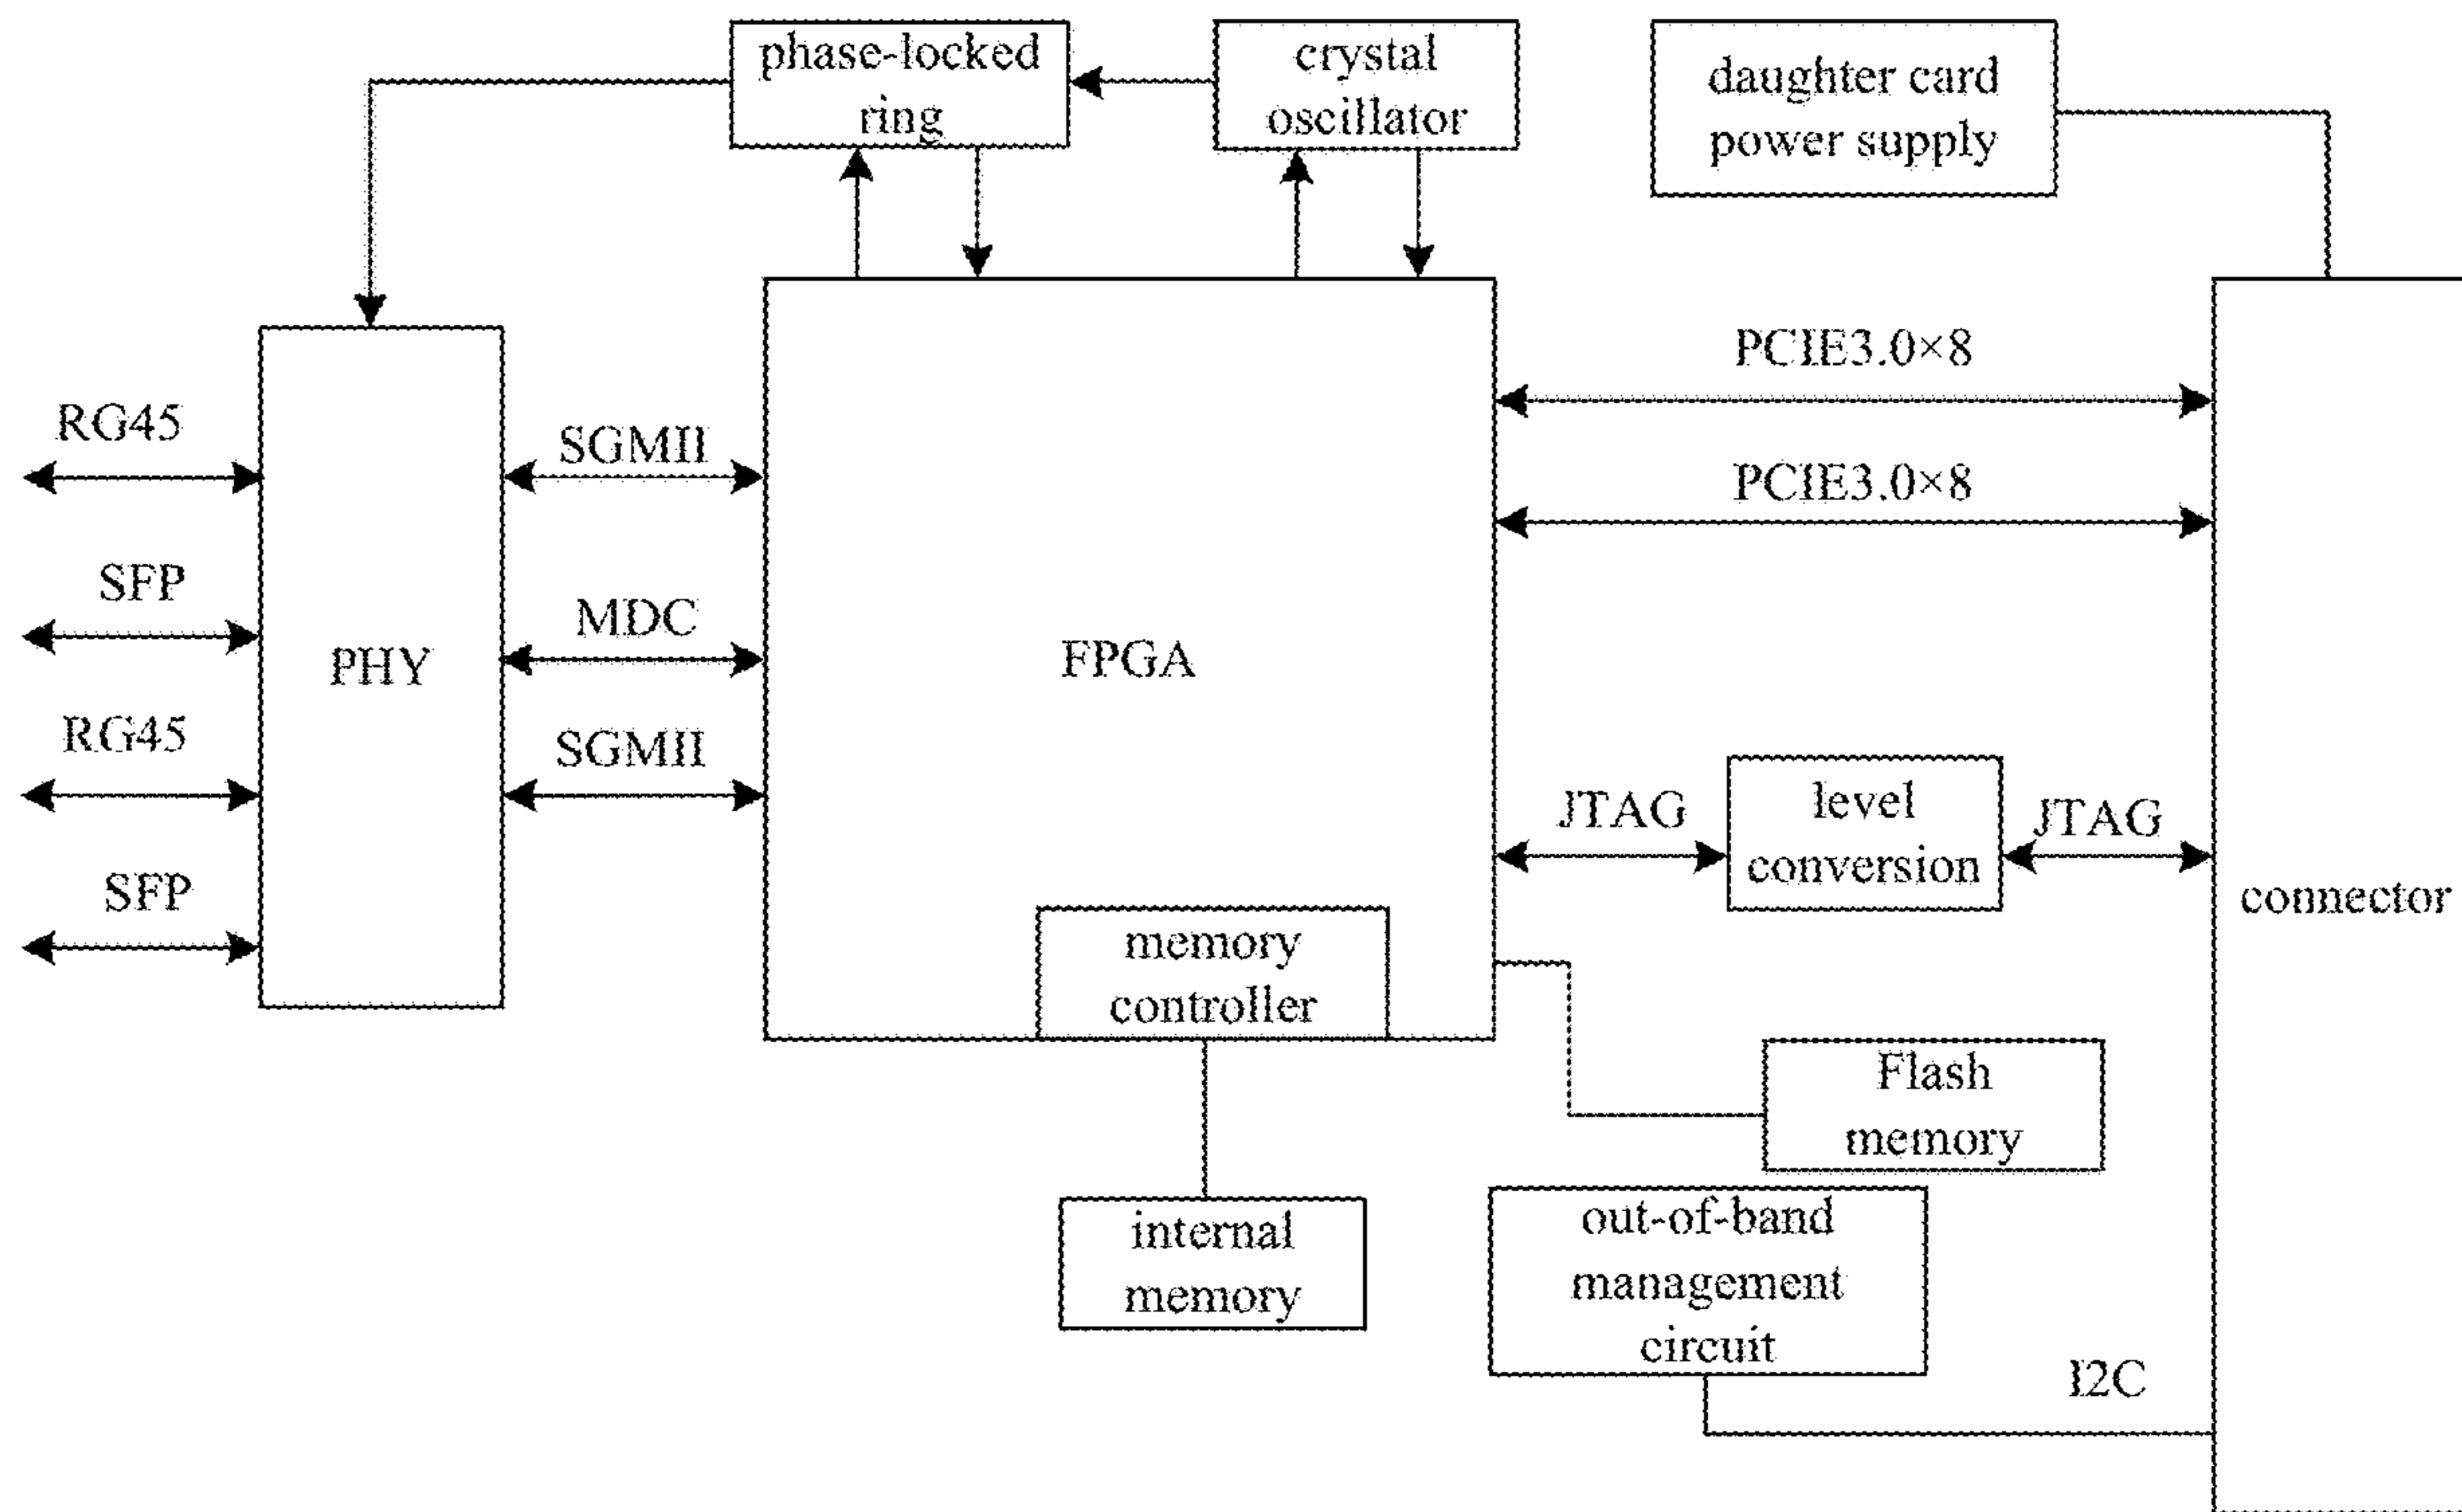 phase-locked
ring
crystal
oscillator
daughter card
power supply
PCIE3.0×8
PCIE3.0×8
RG45
SFP
RG45
SFP
PHY
SGMII
MDC
SGMII
FPGA
JTAG
level
conversion
JTAG
connector
memory
controller
Flash
memory
internal
memory
out-of-band
management
circuit
I2C